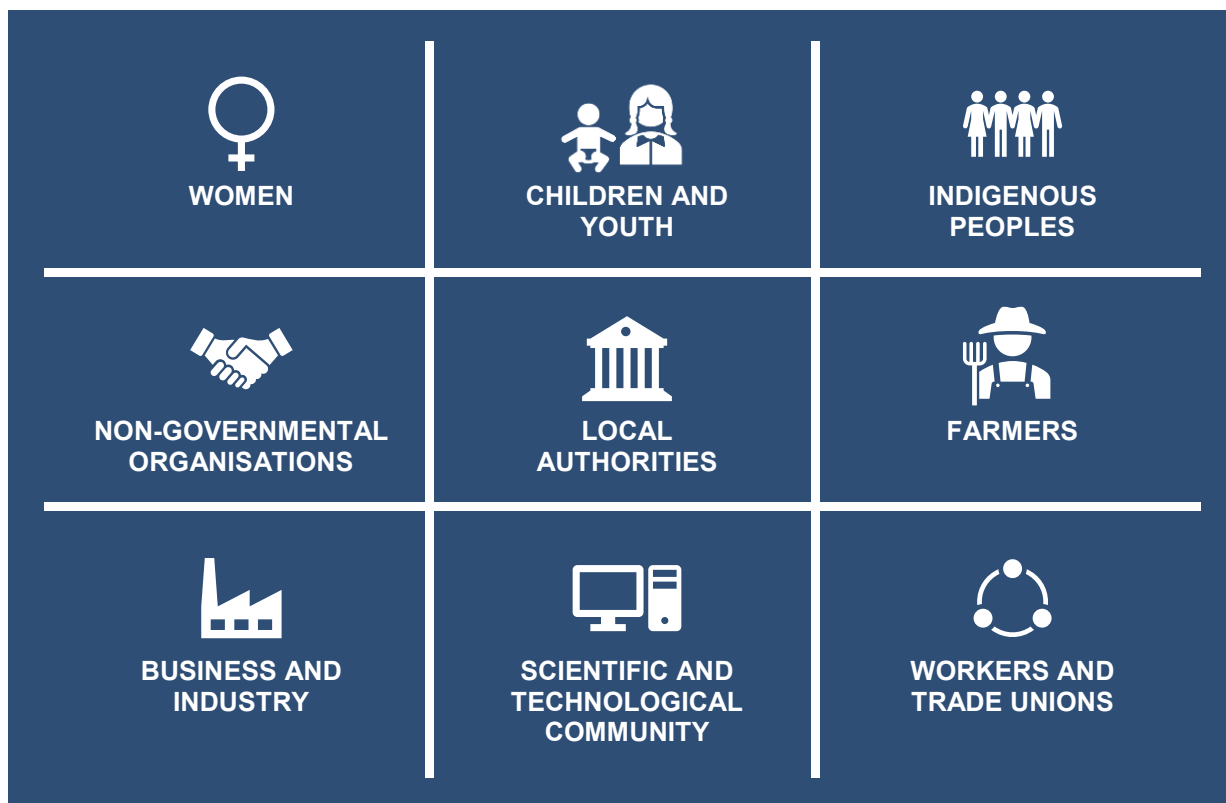 WOMEN
CHILDREN AND
YOUTH
INDIGENOUS
PEOPLES
NON-GOVERNMENTAL
ORGANISATIONS
LOCAL
AUTHORITIES
FARMERS
BUSINESS AND
INDUSTRY
SCIENTIFIC AND
TECHNOLOGICAL
COMMUNITY
WORKERS AND
TRADE UNIONS